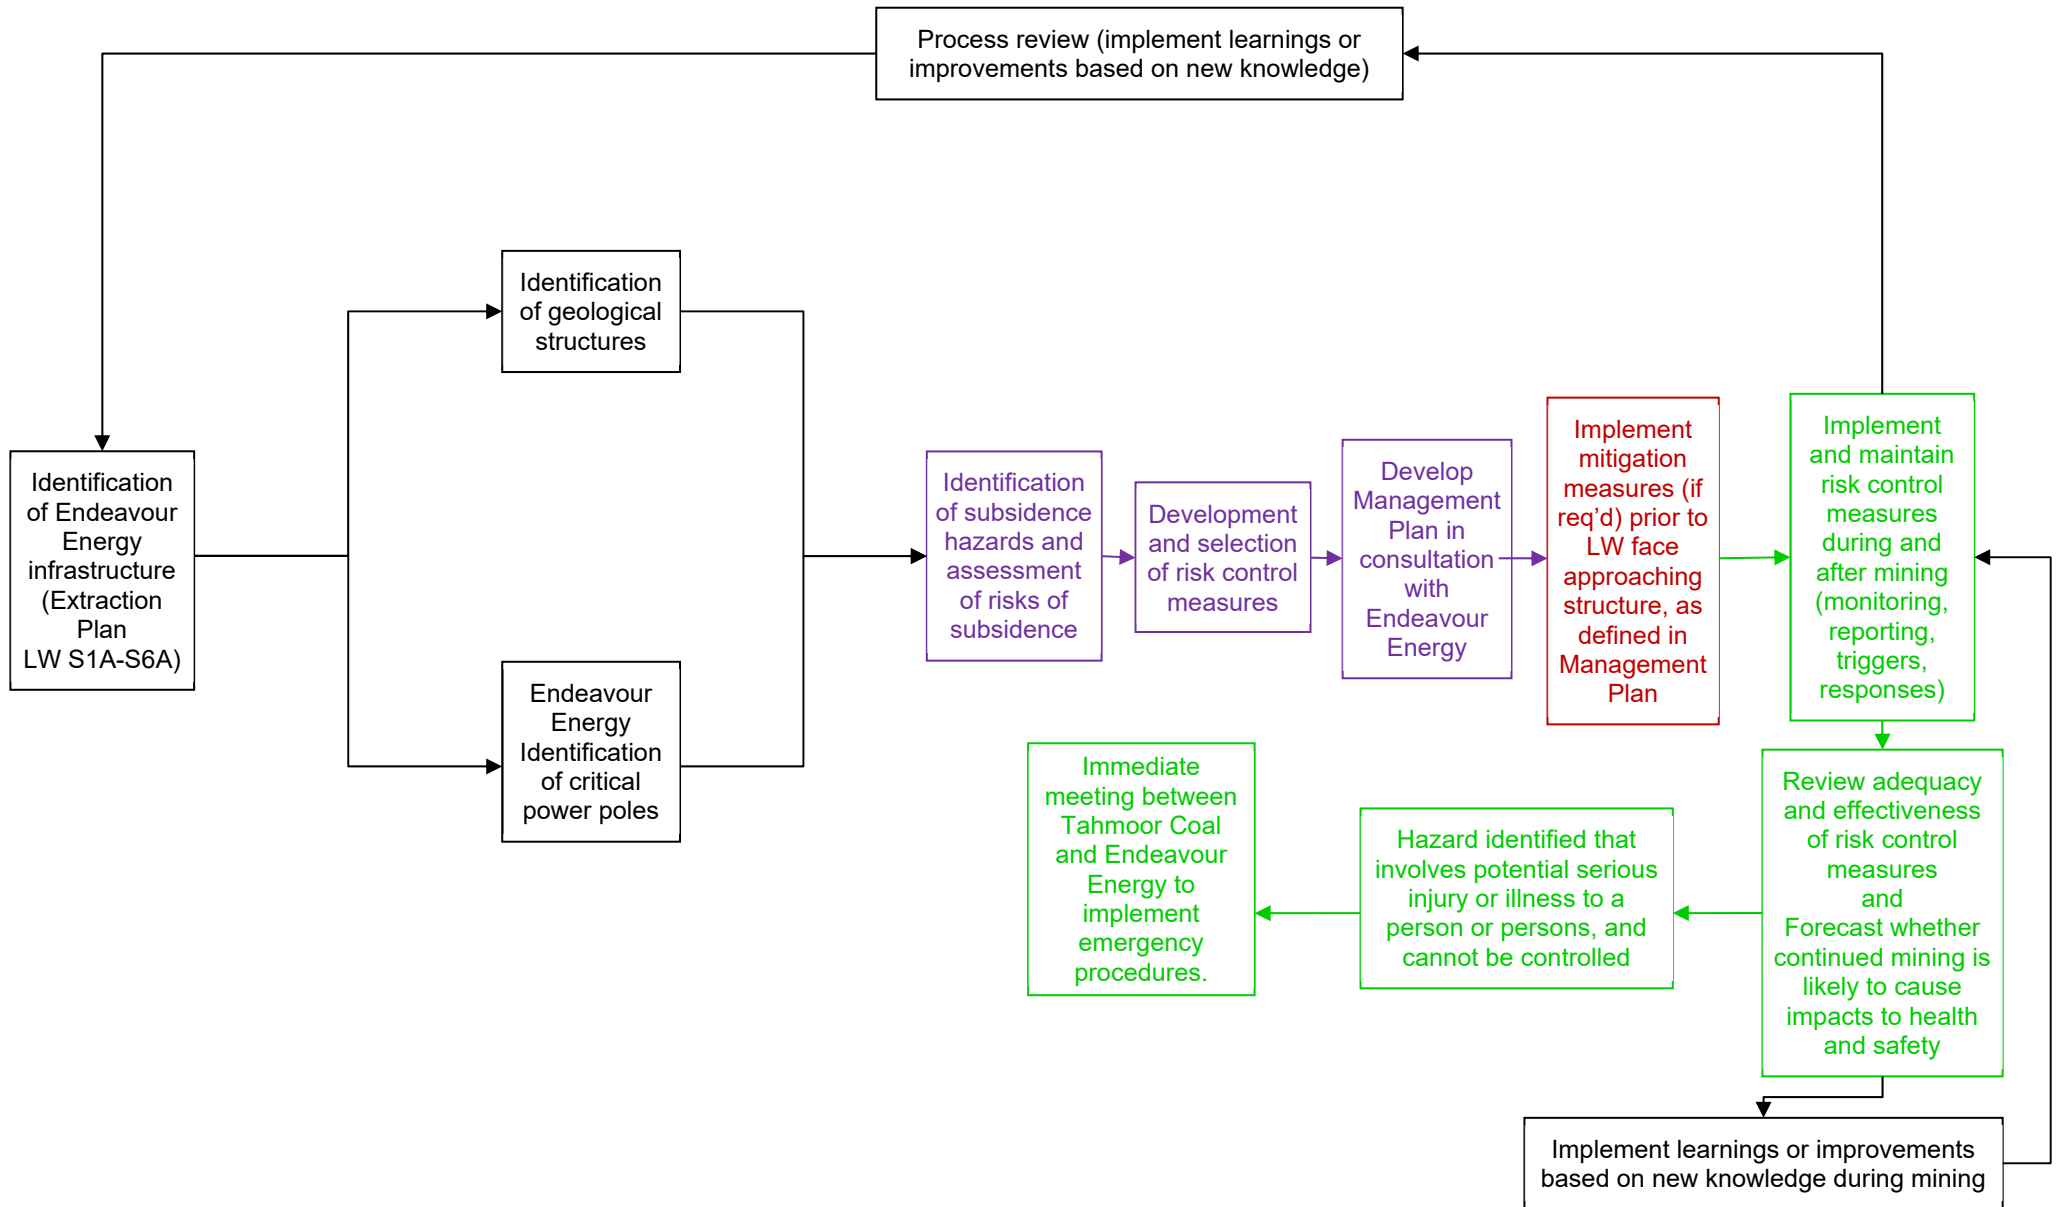 Process review (implement learnings or
improvements based on new knowledge)
Identification
of geological
structures
Identification
of Endeavour
Energy
infrastructure
(Extraction
Plan
LW S1A-S6A)
Endeavour
Energy
Identification
of critical
power poles
Identification
of subsidence
hazards and
assessment
of risks of
subsidence
Development
and selection
of risk control
measures
Develop
Management
Plan in
consultation
with
Endeavour
Energy
Implement
mitigation
measures (if
req’d) prior to
LW face
approaching
structure, as
defined in
Management
Plan
Implement
and maintain
risk control
measures
during and
after mining
(monitoring,
reporting,
triggers,
responses)
Review adequacy
and effectiveness
of risk control
measures
and
Forecast whether
continued mining is
likely to cause
impacts to health
and safety
Hazard identified that
involves potential serious
injury or illness to a
person or persons, and
cannot be controlled
Immediate
meeting between
Tahmoor Coal
and Endeavour
Energy to
implement
emergency
procedures.
Implement learnings or improvements
based on new knowledge during mining